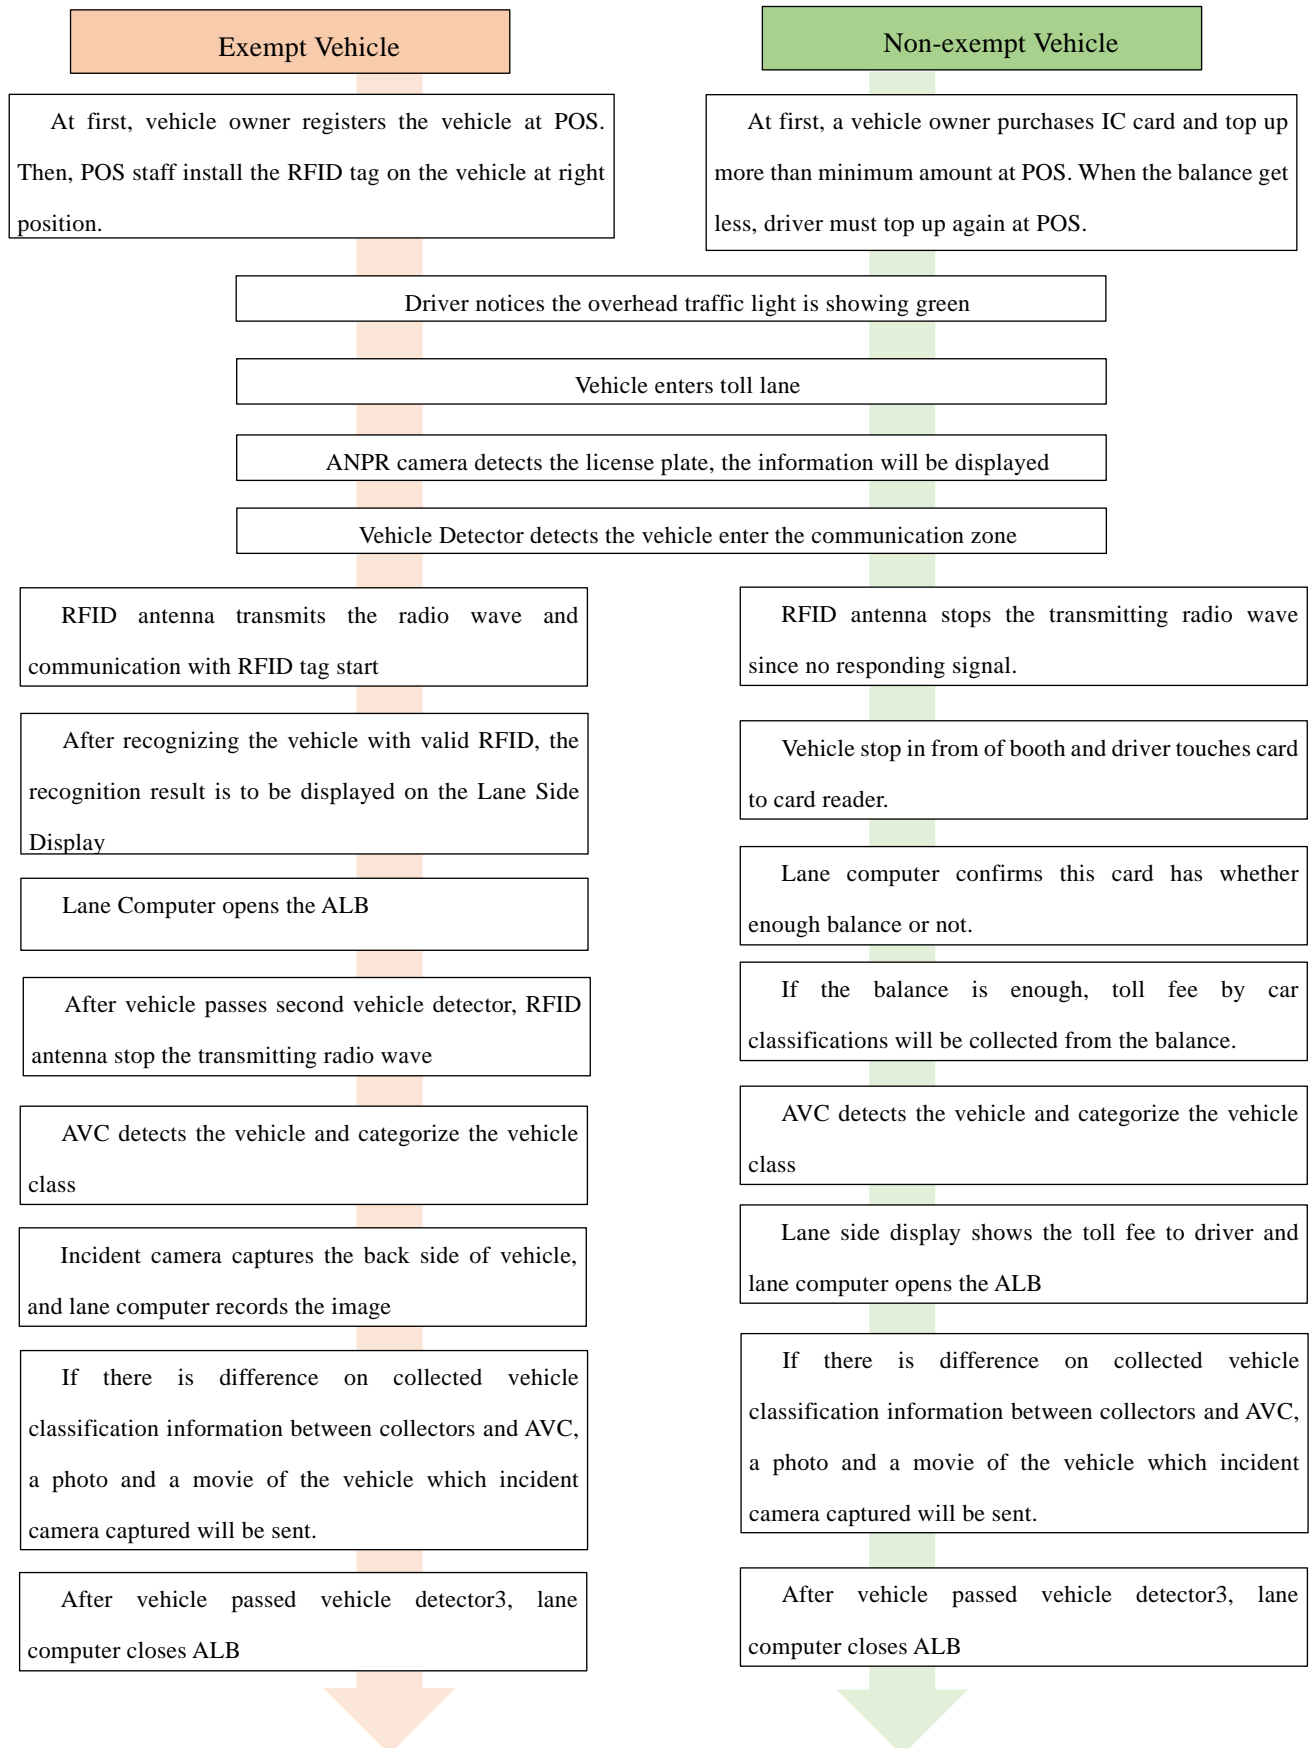 Exempt Vehicle
Non-exempt Vehicle
At first, vehicle owner registers the vehicle at POS.
Then, POS staff install the RFID tag on the vehicle at right
position.
At first, a vehicle owner purchases IC card and top up
more than minimum amount at POS. When the balance get
less, driver must top up again at POS.
Driver notices the overhead traffic light is showing green
Vehicle enters toll lane
ANPR camera detects the license plate, the information will be displayed
Vehicle Detector detects the vehicle enter the communication zone
RFID antenna transmits the radio wave and
communication with RFID tag start
After recognizing the vehicle with valid RFID, the
recognition result is to be displayed on the Lane Side
Display
Lane Computer opens the ALB
After vehicle passes second vehicle detector, RFID
antenna stop the transmitting radio wave
AVC detects the vehicle and categorize the vehicle
class
Incident camera captures the back side of vehicle,
and lane computer records the image
If there is difference on collected vehicle
classification information between collectors and AVC,
a photo and a movie of the vehicle which incident
camera captured will be sent.
After vehicle passed vehicle detector3, lane
computer closes ALB
RFID antenna stops the transmitting radio wave
since no responding signal.
Vehicle stop in from of booth and driver touches card
to card reader.
Lane computer confirms this card has whether
enough balance or not.
If the balance is enough, toll fee by car
classifications will be collected from the balance.
AVC detects the vehicle and categorize the vehicle
class
Lane side display shows the toll fee to driver and
lane computer opens the ALB
If there is difference on collected vehicle
classification information between collectors and AVC,
a photo and a movie of the vehicle which incident
camera captured will be sent.
After vehicle passed vehicle detector3, lane
computer closes ALB